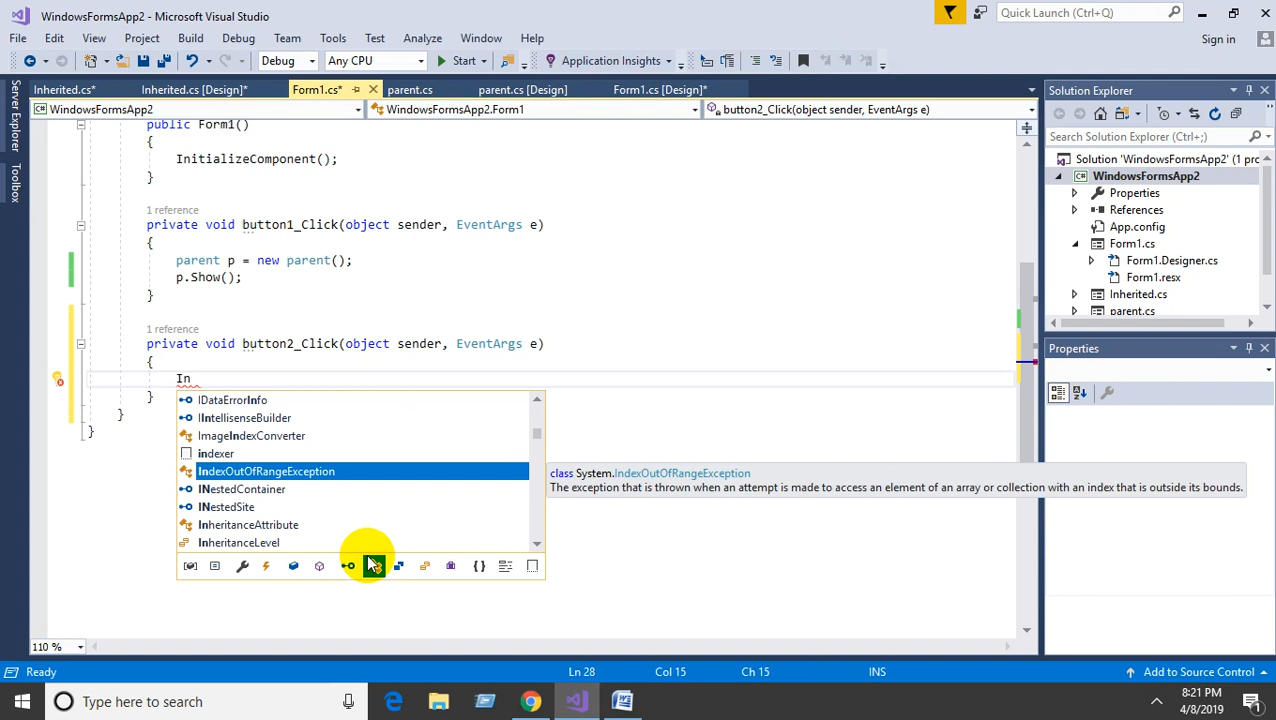 WindowsFormsApp2 - Microsoft Visual Studio
Quick Launch (Ctrl+Q)
File Edit View Project Build Debug Team Tools Test Analyze Window Help
Sign in
Debug Any CPU Start Application Insights
Server Explorer
Toolbox
Inherited.cs* Inherited.cs [Design]* Form1.cs* parent.cs parent.cs [Design] Form1.cs [Design]*
WindowsFormsApp2 WindowsFormsApp2.Form1 button2_Click(object sender, EventArgs e)
public Form1()
{
InitializeComponent();
}
1 reference
private void button1_Click(object sender, EventArgs e)
{
parent p = new parent();
p.Show();
}
1 reference
private void button2_Click(object sender, EventArgs e)
{
In
}
}
}
IDataErrorInfo
IIntellisenseBuilder
ImageIndexConverter
indexer
IndexOutOfRangeException
INestedContainer
INestedSite
InheritanceAttribute
InheritanceLevel
class System.IndexOutOfRangeException
The exception that is thrown when an attempt is made to access an element of an array or collection with an index that is outside its bounds.
Solution Explorer
Search Solution Explorer (Ctrl+;)
Solution 'WindowsFormsApp2' (1 pro
WindowsFormsApp2
Properties
References
App.config
Form1.cs
Form1.Designer.cs
Form1.resx
Inherited.cs
parent.cs
Properties
110 %
Ready Ln 28 Col 15 Ch 15 INS Add to Source Control
Type here to search
8:21 PM
4/8/2019
1